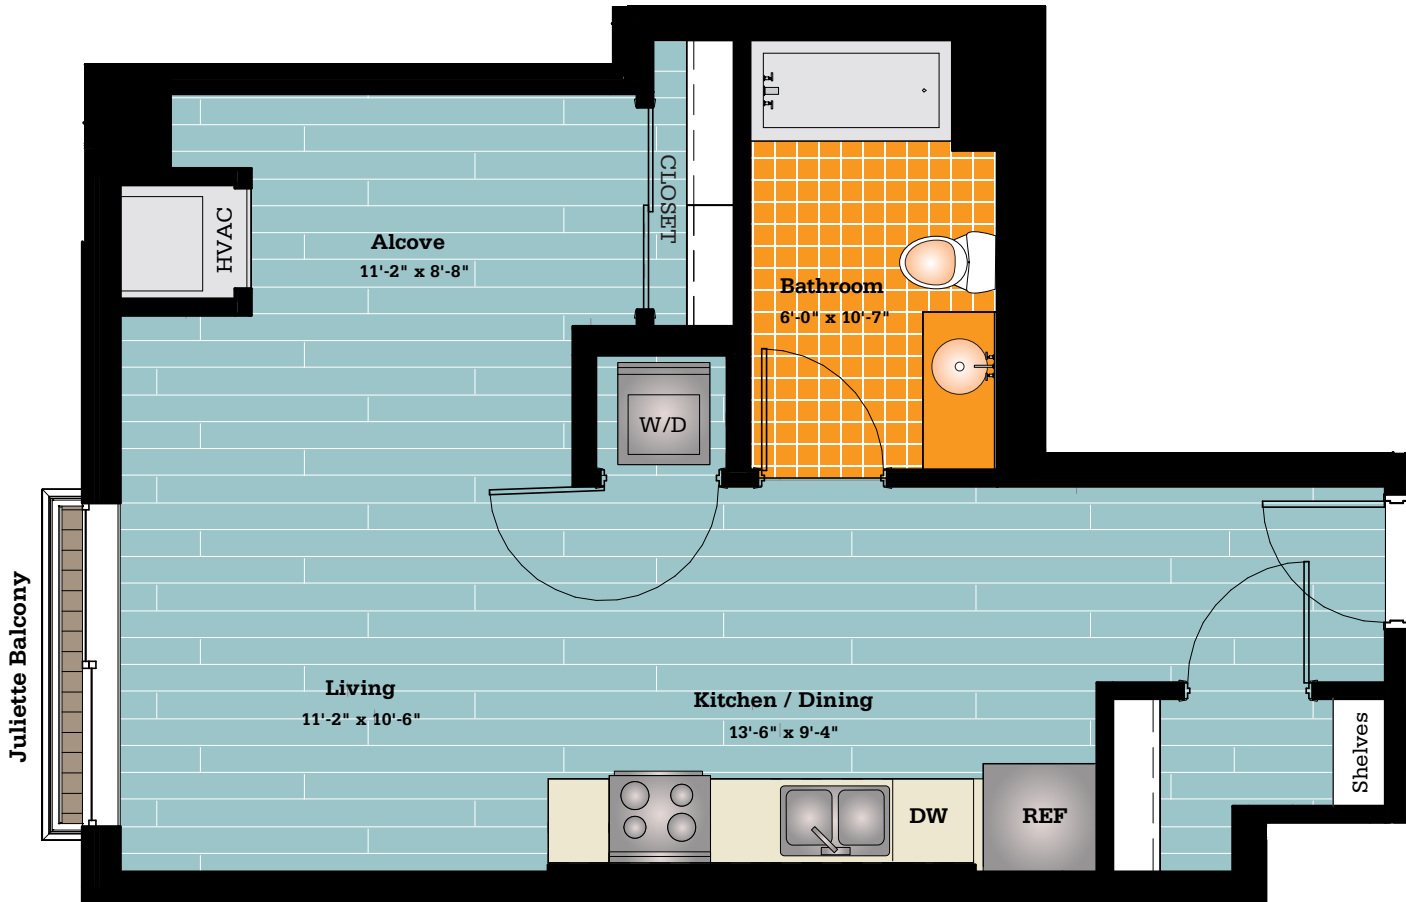 CLOSET
HVAC
Alcove
11'-2" x 8'-8"
Bathroom
6'-0" x 10'-7"
W/D
Juliette Balcony
Living
11'-2" x 10'-6"
Kitchen / Dining
13'-6" x 9'-4"
Shelves
DW
REF